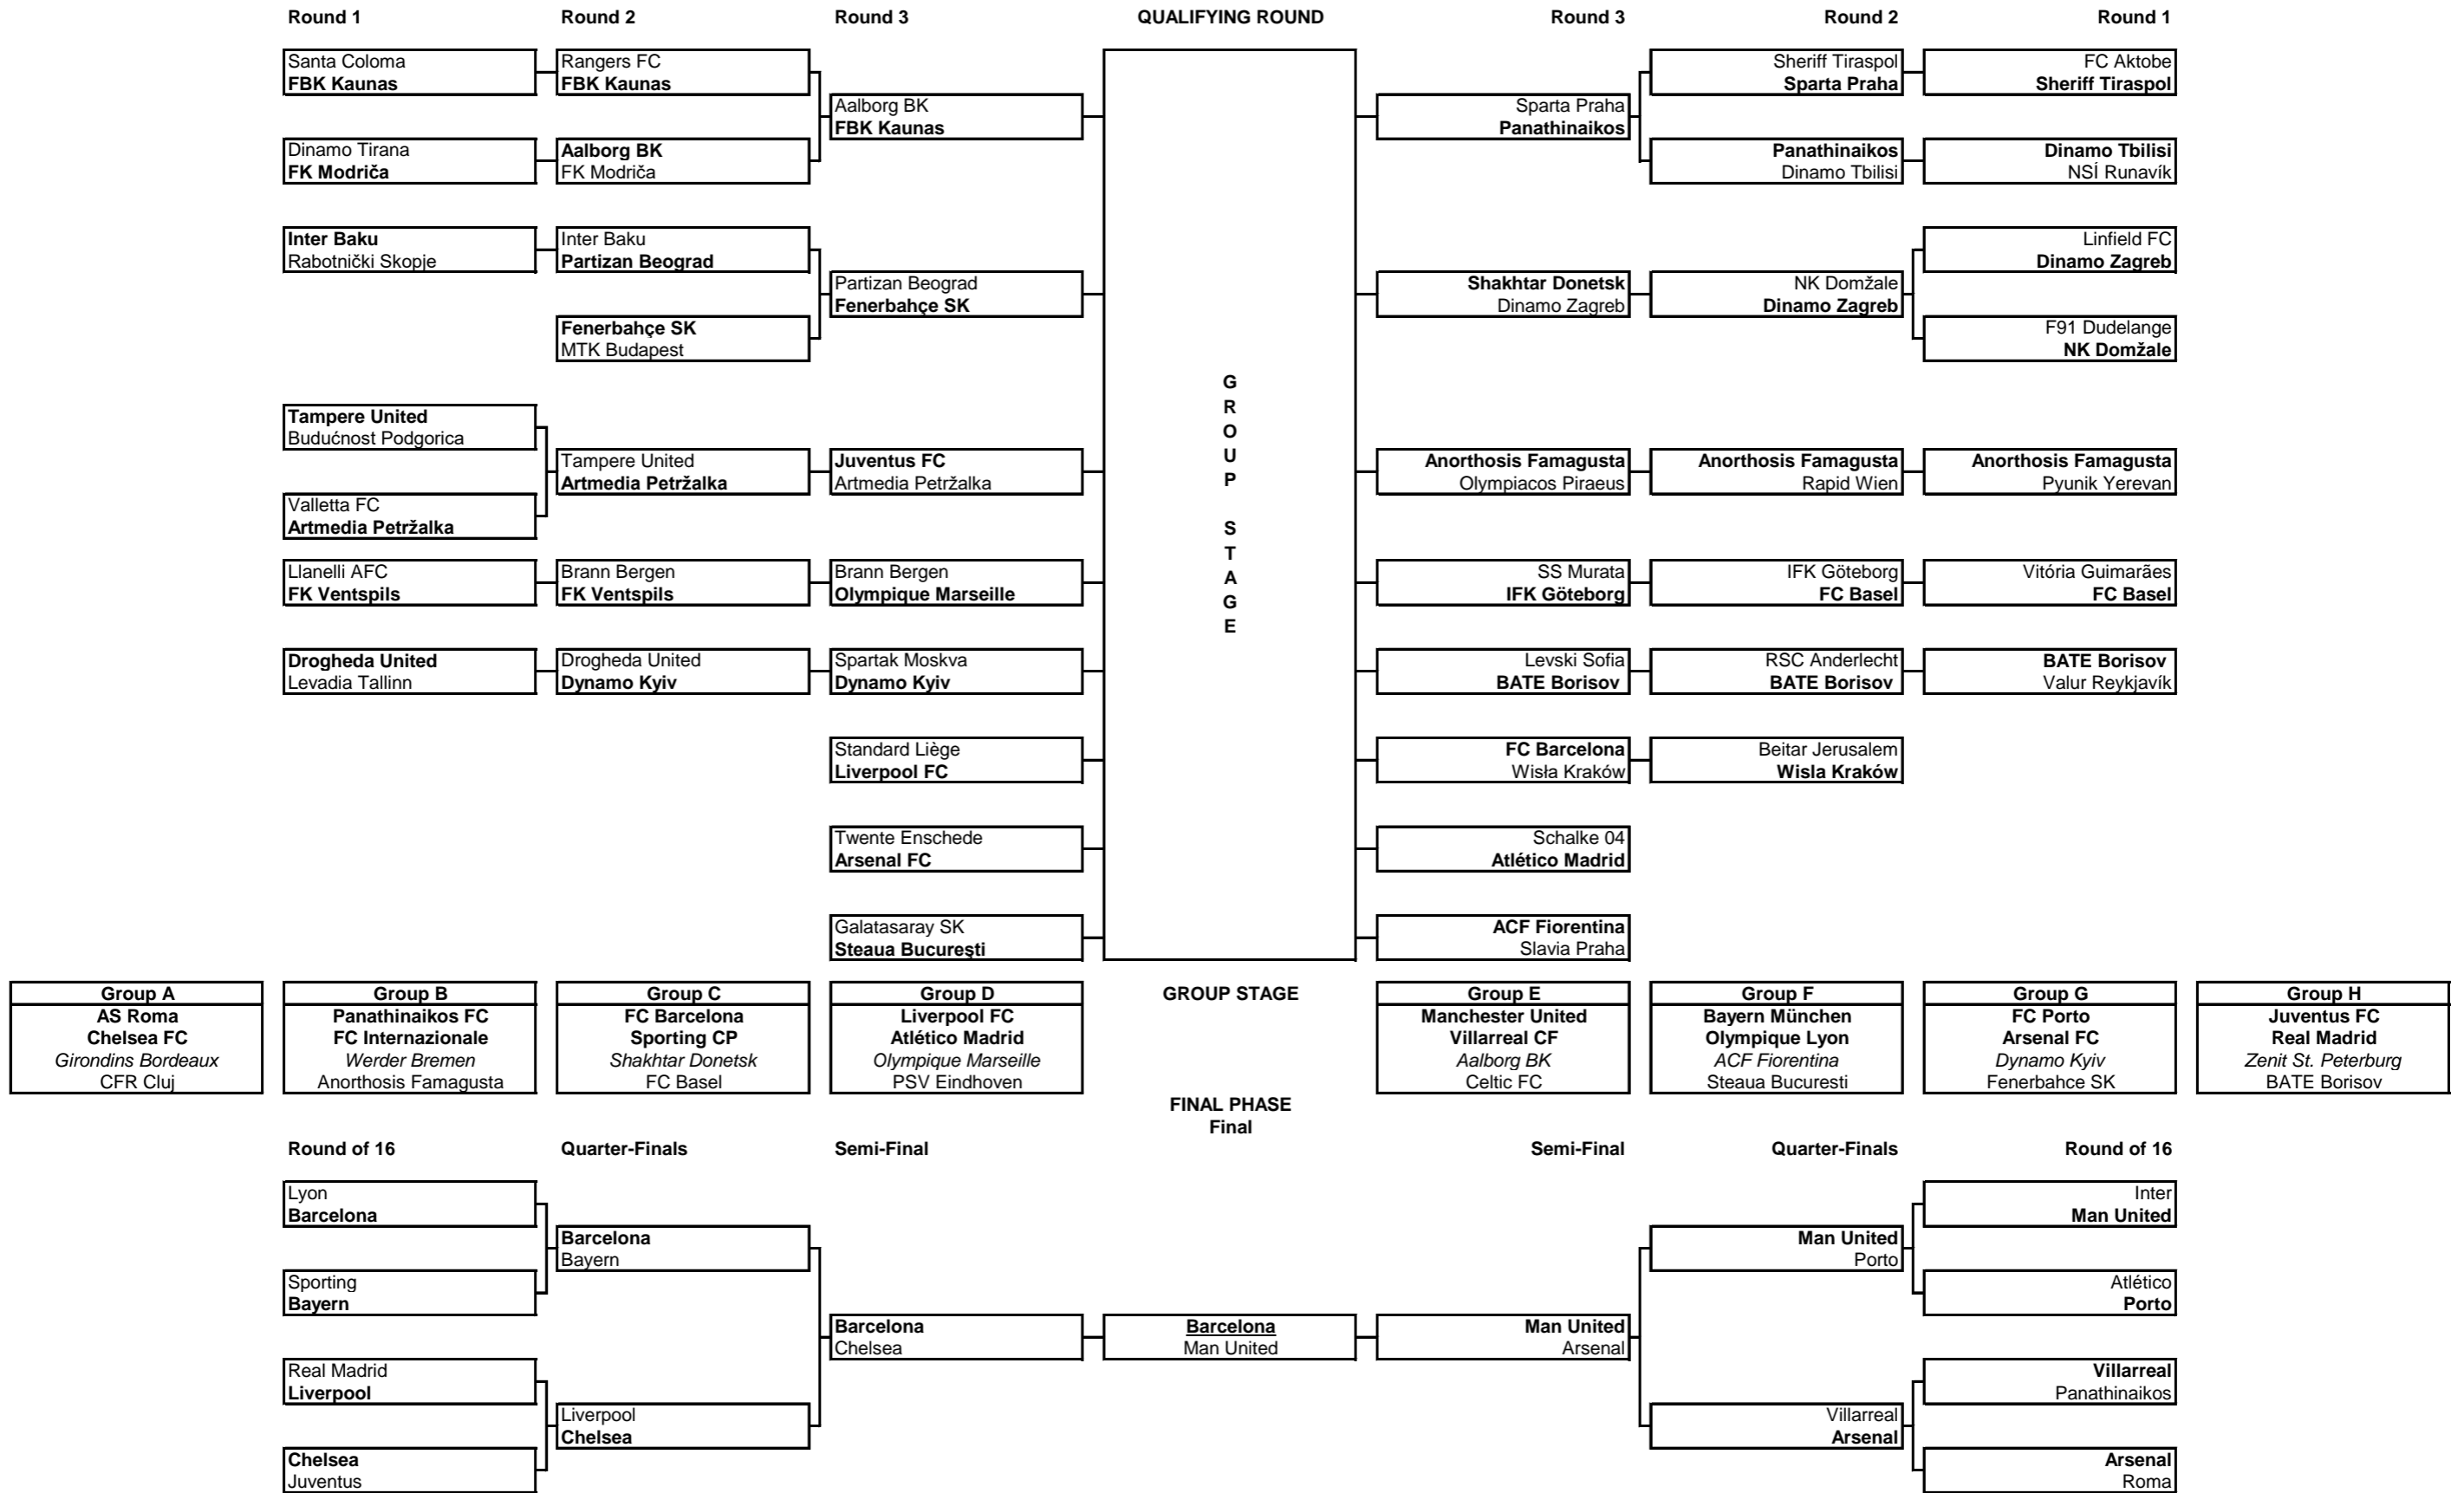 Round 1
Round 2
Round 3
QUALIFYING ROUND
Round 3
Round 2
Round 1
Santa Coloma
FBK Kaunas
Rangers FC
FBK Kaunas
Aalborg BK
FBK Kaunas
Dinamo Tirana
FK Modriča
Aalborg BK
FK Modriča
Inter Baku
Rabotnički Skopje
Inter Baku
Partizan Beograd
Partizan Beograd
Fenerbahçe SK
Fenerbahçe SK
MTK Budapest
Tampere United
Budućnost Podgorica
Tampere United
Artmedia Petržalka
Juventus FC
Artmedia Petržalka
Valletta FC
Artmedia Petržalka
Llanelli AFC
FK Ventspils
Brann Bergen
FK Ventspils
Brann Bergen
Olympique Marseille
Drogheda United
Levadia Tallinn
Drogheda United
Dynamo Kyiv
Spartak Moskva
Dynamo Kyiv
Standard Liège
Liverpool FC
Twente Enschede
Arsenal FC
Galatasaray SK
Steaua Bucureşti
G
R
O
U
P
S
T
A
G
E
Sparta Praha
Panathinaikos
Sheriff Tiraspol
Sparta Praha
FC Aktobe
Sheriff Tiraspol
Panathinaikos
Dinamo Tbilisi
Dinamo Tbilisi
NSÍ Runavík
Shakhtar Donetsk
Dinamo Zagreb
NK Domžale
Dinamo Zagreb
Linfield FC
Dinamo Zagreb
F91 Dudelange
NK Domžale
Anorthosis Famagusta
Olympiacos Piraeus
Anorthosis Famagusta
Rapid Wien
Anorthosis Famagusta
Pyunik Yerevan
SS Murata
IFK Göteborg
IFK Göteborg
FC Basel
Vitória Guimarães
FC Basel
Levski Sofia
BATE Borisov
RSC Anderlecht
BATE Borisov
BATE Borisov
Valur Reykjavík
FC Barcelona
Wisła Kraków
Beitar Jerusalem
Wisla Kraków
Schalke 04
Atlético Madrid
ACF Fiorentina
Slavia Praha
Group A
AS Roma
Chelsea FC
Girondins Bordeaux
CFR Cluj
Group B
Panathinaikos FC
FC Internazionale
Werder Bremen
Anorthosis Famagusta
Group C
FC Barcelona
Sporting CP
Shakhtar Donetsk
FC Basel
Group D
Liverpool FC
Atlético Madrid
Olympique Marseille
PSV Eindhoven
GROUP STAGE
Group E
Manchester United
Villarreal CF
Aalborg BK
Celtic FC
Group F
Bayern München
Olympique Lyon
ACF Fiorentina
Steaua Bucuresti
Group G
FC Porto
Arsenal FC
Dynamo Kyiv
Fenerbahce SK
Group H
Juventus FC
Real Madrid
Zenit St. Peterburg
BATE Borisov
FINAL PHASE
Final
Round of 16
Quarter-Finals
Semi-Final
Semi-Final
Quarter-Finals
Round of 16
Lyon
Barcelona
Barcelona
Bayern
Sporting
Bayern
Barcelona
Chelsea
Real Madrid
Liverpool
Liverpool
Chelsea
Chelsea
Juventus
Barcelona
Man United
Man United
Arsenal
Man United
Porto
Inter
Man United
Atlético
Porto
Villarreal
Arsenal
Villarreal
Panathinaikos
Arsenal
Roma